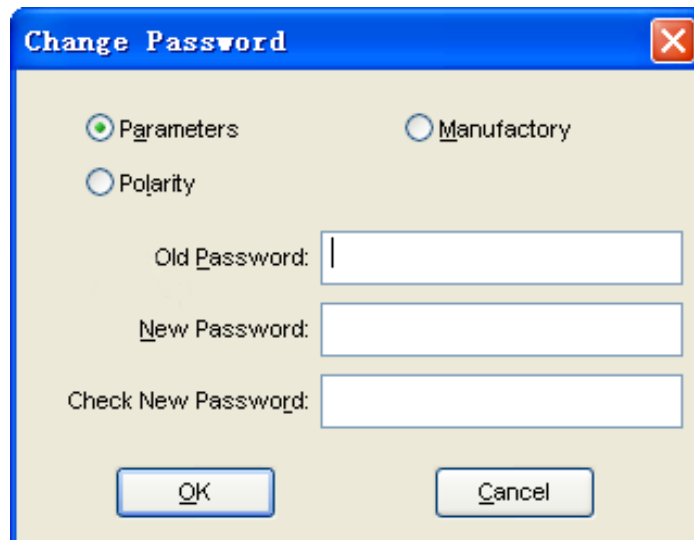 Change Password
Parameters
Manufactory
Polarity
Old Password:
New Password:
Check New Password:
OK
Cancel